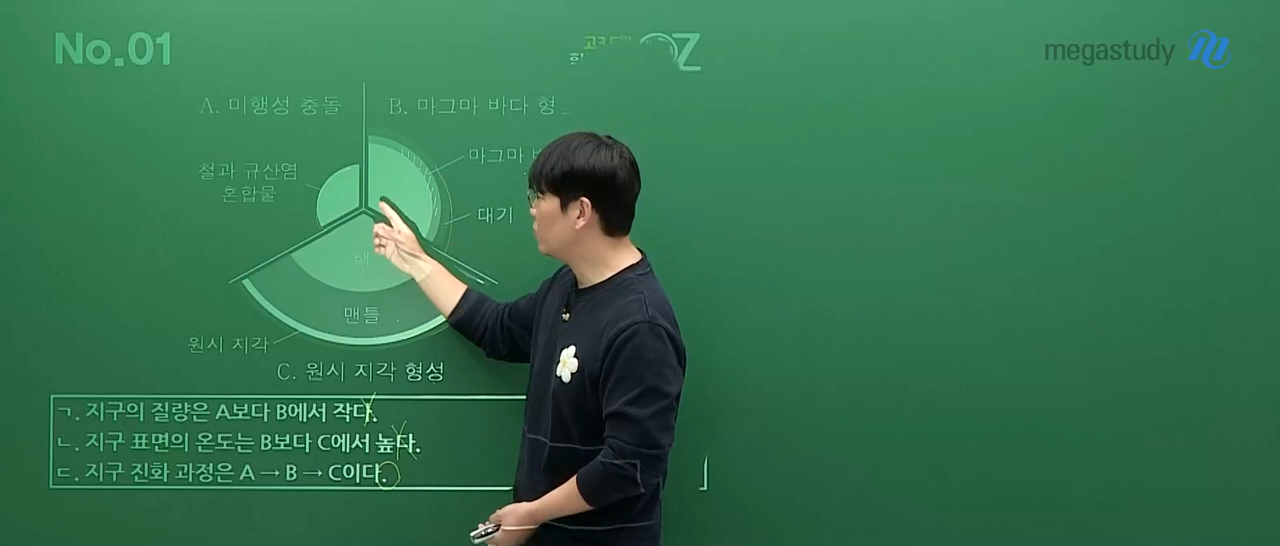 No.01
megastudy
A. 미행성 충돌
B. 마그마 바다 형
마그마
철과 규산염
혼합물
대기
핵
맨틀
원시 지각
C. 원시 지각 형성
ㄱ. 지구의 질량은 A보다 B에서 작다.
ㄴ. 지구 표면의 온도는 B보다 C에서 높다.
ㄷ. 지구 진화 과정은 A → B → C이다.